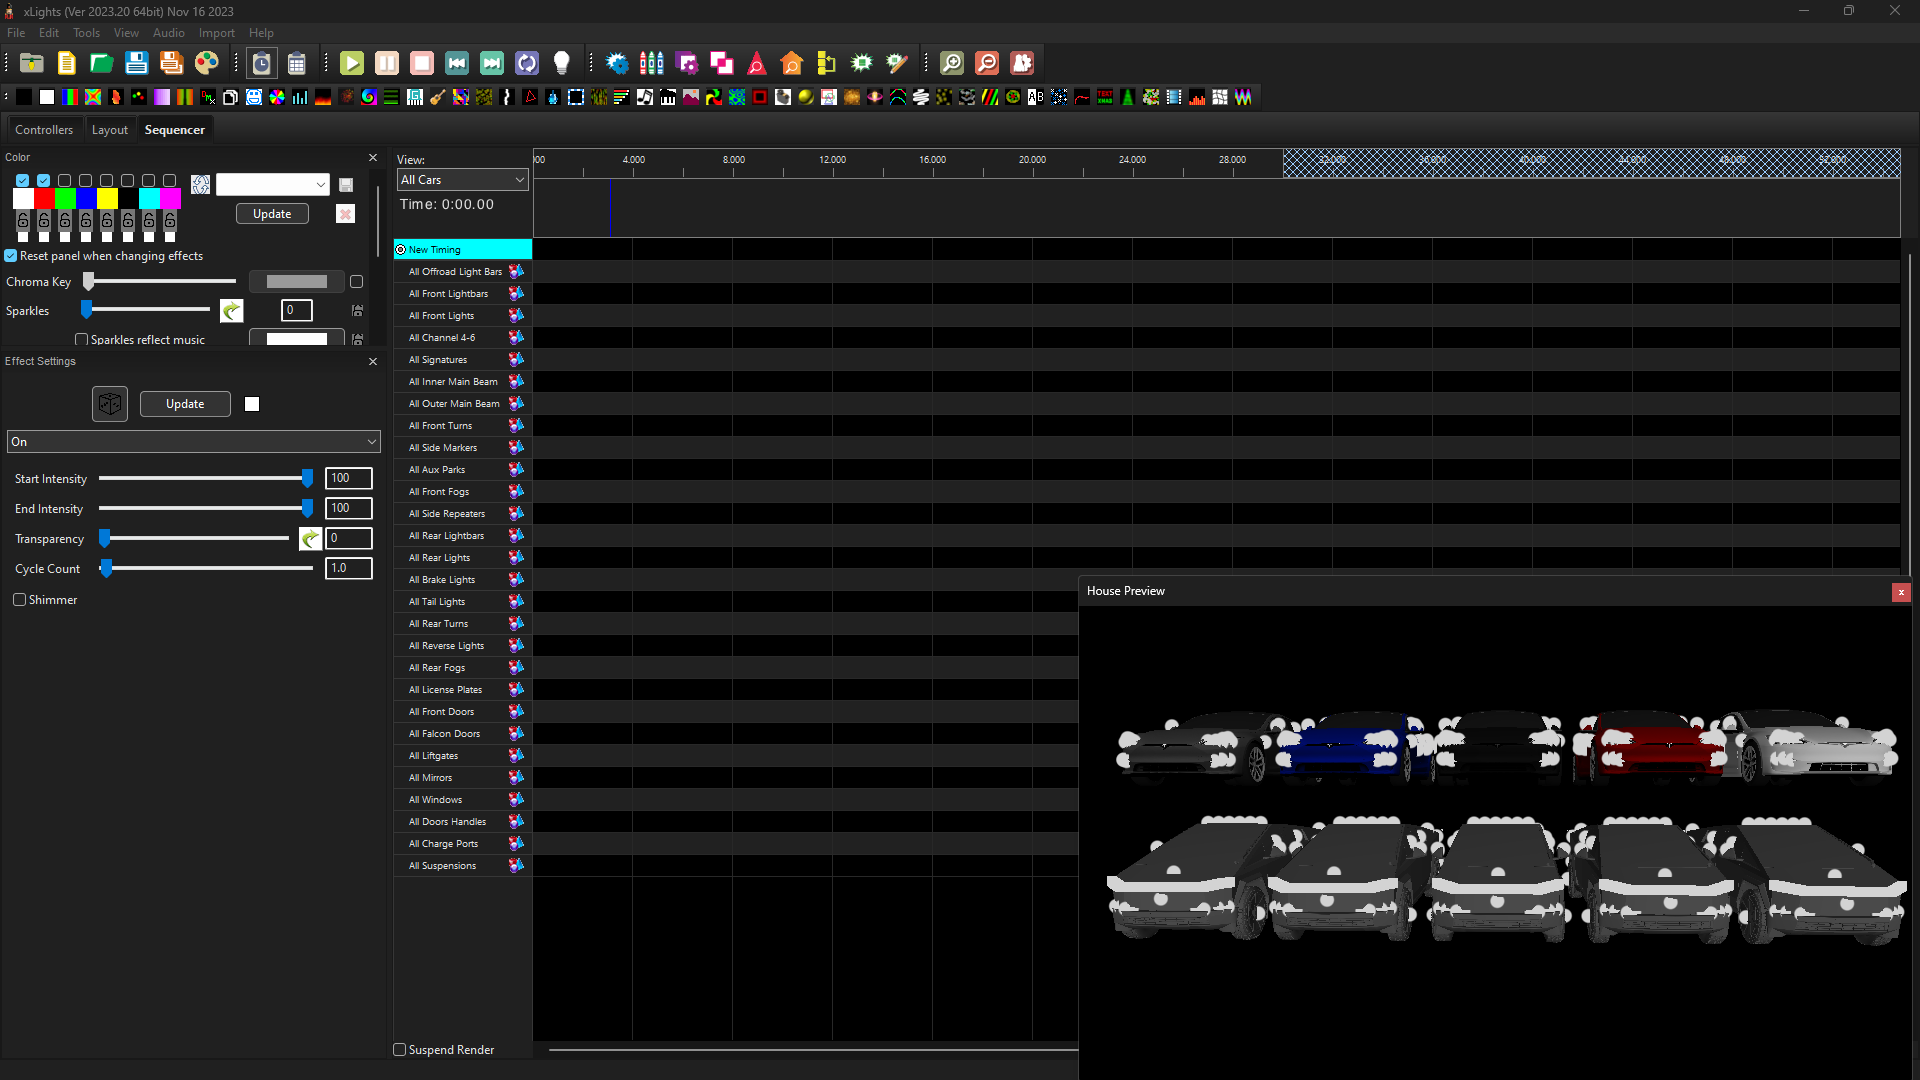 xLights (Ver 2023.20 64bit) Nov 16 2023
File Edit Tools View Audio Import Help
Controllers Layout Sequencer
Color
Update
Reset panel when changing effects
Chroma Key
Sparkles 0
Sparkles reflect music
Effect Settings
Update
On
Start Intensity 100
End Intensity 100
Transparency 0
Cycle Count 1.0
Shimmer
View:
All Cars
Time: 0:00.00
4.000 8.000 12.000 16.000 20.000 24.000 28.000 32.000 36.000 40.000 44.000 48.000 52.000
New Timing
All Offroad Light Bars
All Front Lightbars
All Front Lights
All Channel 4-6
All Signatures
All Inner Main Beam
All Outer Main Beam
All Front Turns
All Side Markers
All Aux Parks
All Front Fogs
All Side Repeaters
All Rear Lightbars
All Rear Lights
All Brake Lights
All Tail Lights
All Rear Turns
All Reverse Lights
All Rear Fogs
All License Plates
All Front Doors
All Falcon Doors
All Liftgates
All Mirrors
All Windows
All Doors Handles
All Charge Ports
All Suspensions
Suspend Render
House Preview